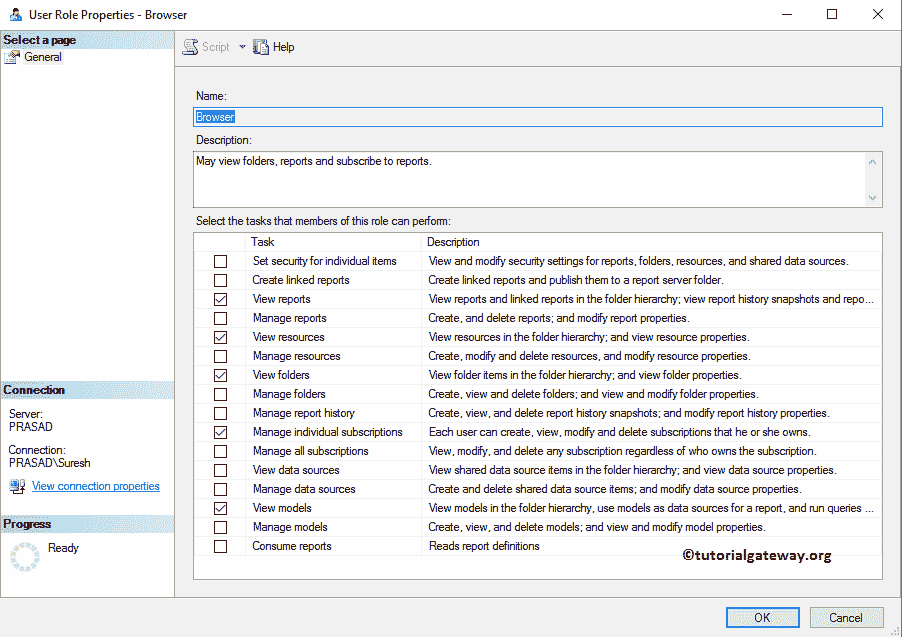 User Role Properties - Browser
Select a page
General
Script
Help
Name:
Browser
Description:
May view folders, reports and subscribe to reports.
Select the tasks that members of this role can perform:
Task Description
Set security for individual items View and modify security settings for reports, folders, resources, and shared data sources.
Create linked reports Create linked reports and publish them to a report server folder.
View reports View reports and linked reports in the folder hierarchy; view report history snapshots and repo...
Manage reports Create, and delete reports; and modify report properties.
View resources View resources in the folder hierarchy; and view resource properties.
Manage resources Create, modify and delete resources, and modify resource properties.
View folders View folder items in the folder hierarchy; and view folder properties.
Manage folders Create, view and delete folders; and view and modify folder properties.
Manage report history Create, view, and delete report history snapshots; and modify report history properties.
Manage individual subscriptions Each user can create, view, modify and delete subscriptions that he or she owns.
Manage all subscriptions View, modify, and delete any subscription regardless of who owns the subscription.
View data sources View shared data source items in the folder hierarchy; and view data source properties.
Manage data sources Create and delete shared data source items; and modify data source properties.
View models View models in the folder hierarchy, use models as data sources for a report, and run queries ...
Manage models Create, view, and delete models; and view and modify model properties.
Consume reports Reads report definitions
©tutorialgateway.org
Connection
Server:
PRASAD
Connection:
PRASAD\Suresh
View connection properties
Progress
Ready
OK
Cancel